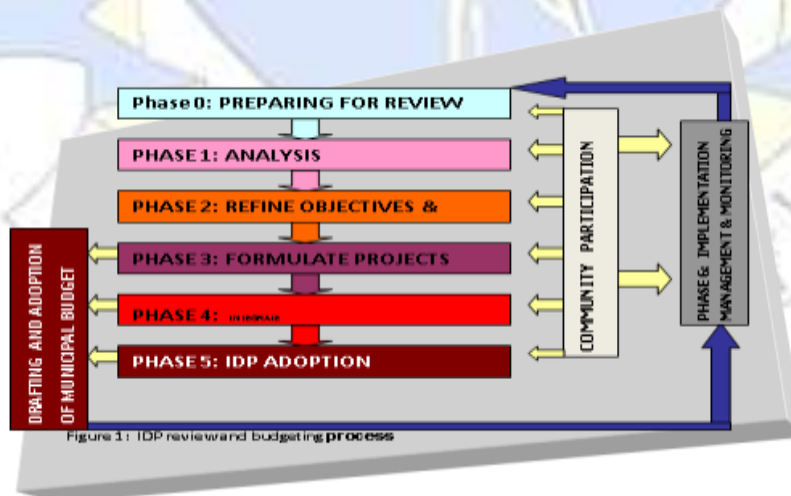 Phase 0: PREPARING FOR REVIEW
PHASE 1: ANALYSIS
PHASE 2: REFINE OBJECTIVES &
PHASE 3: FORMULATE PROJECTS
PHASE 4:
PHASE 5: IDP ADOPTION
DRAFTING AND ADOPTION
OF MUNICIPAL BUDGET
COMMUNITY PARTICIPATION
PHASE 6: IMPLEMENTATION
MANAGEMENT & MONITORING
Figure 1: IDP review and budgeting process